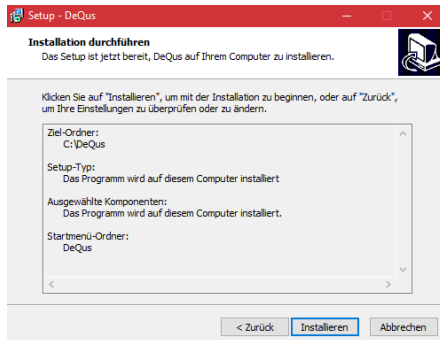 Setup - DeQus
Installation durchführen
Das Setup ist jetzt bereit, DeQus auf Ihrem Computer zu installieren.
Klicken Sie auf "Installieren", um mit der Installation zu beginnen, oder auf "Zurück",
um Ihre Einstellungen zu überprüfen oder zu ändern.
Ziel-Ordner:
C:\DeQus
Setup-Typ:
Das Programm wird auf diesem Computer installiert
Ausgewählte Komponenten:
Das Programm wird auf diesem Computer installiert.
Startmenü-Ordner:
DeQus
< Zurück Installieren Abbrechen